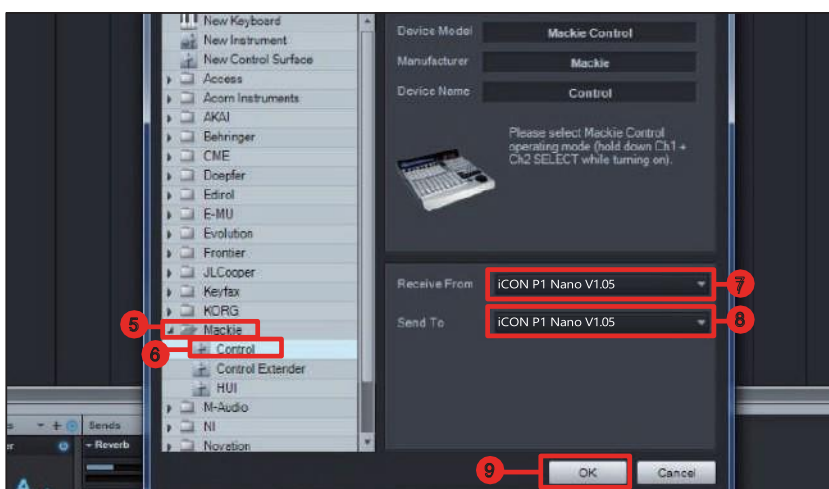 New Keyboard
New Instrument
New Control Surface
Access
Acorn Instruments
AKAI
Behringer
CME
Doepfer
Edirol
E-MU
Evolution
Frontier
JLCooper
Keyfax
KORG
5
Mackie
6
Control
Control Extender
HUI
M-Audio
NI
Novation
Device Model
Mackie Control
Manufacturer
Mackie
Device Name
Control
Please select Mackie Control
operating mode (hold down Ch1 +
Ch2 SELECT while turning on).
Receive From
iCON P1 Nano V1.05
7
Send To
iCON P1 Nano V1.05
8
Sends
Reverb
9
OK
Cancel